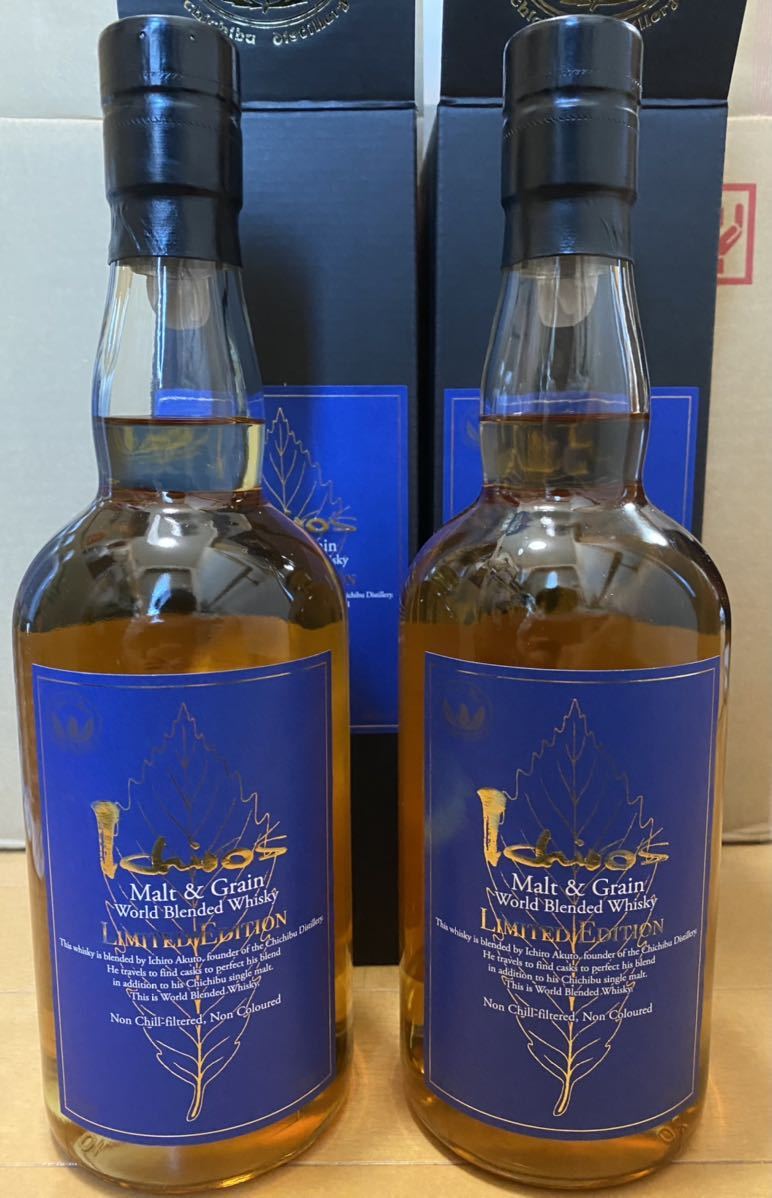 chichibu distillery
chichibu distillery
Ichiro's
Malt & Grain
World Blended Whisky
LIMITED EDITION
This whisky is blended by Ichiro Akuto, founder of the Chichibu Distillery.
He travels to find casks to perfect his blend
in addition to his Chichibu single malt.
This is World Blended Whisky.
Non Chill-filtered, Non Coloured
Ichiro's
Malt & Grain
World Blended Whisky
LIMITED EDITION
This whisky is blended by Ichiro Akuto, founder of the Chichibu Distillery.
He travels to find casks to perfect his blend
in addition to his Chichibu single malt.
This is World Blended Whisky.
Non Chill-filtered, Non Coloured